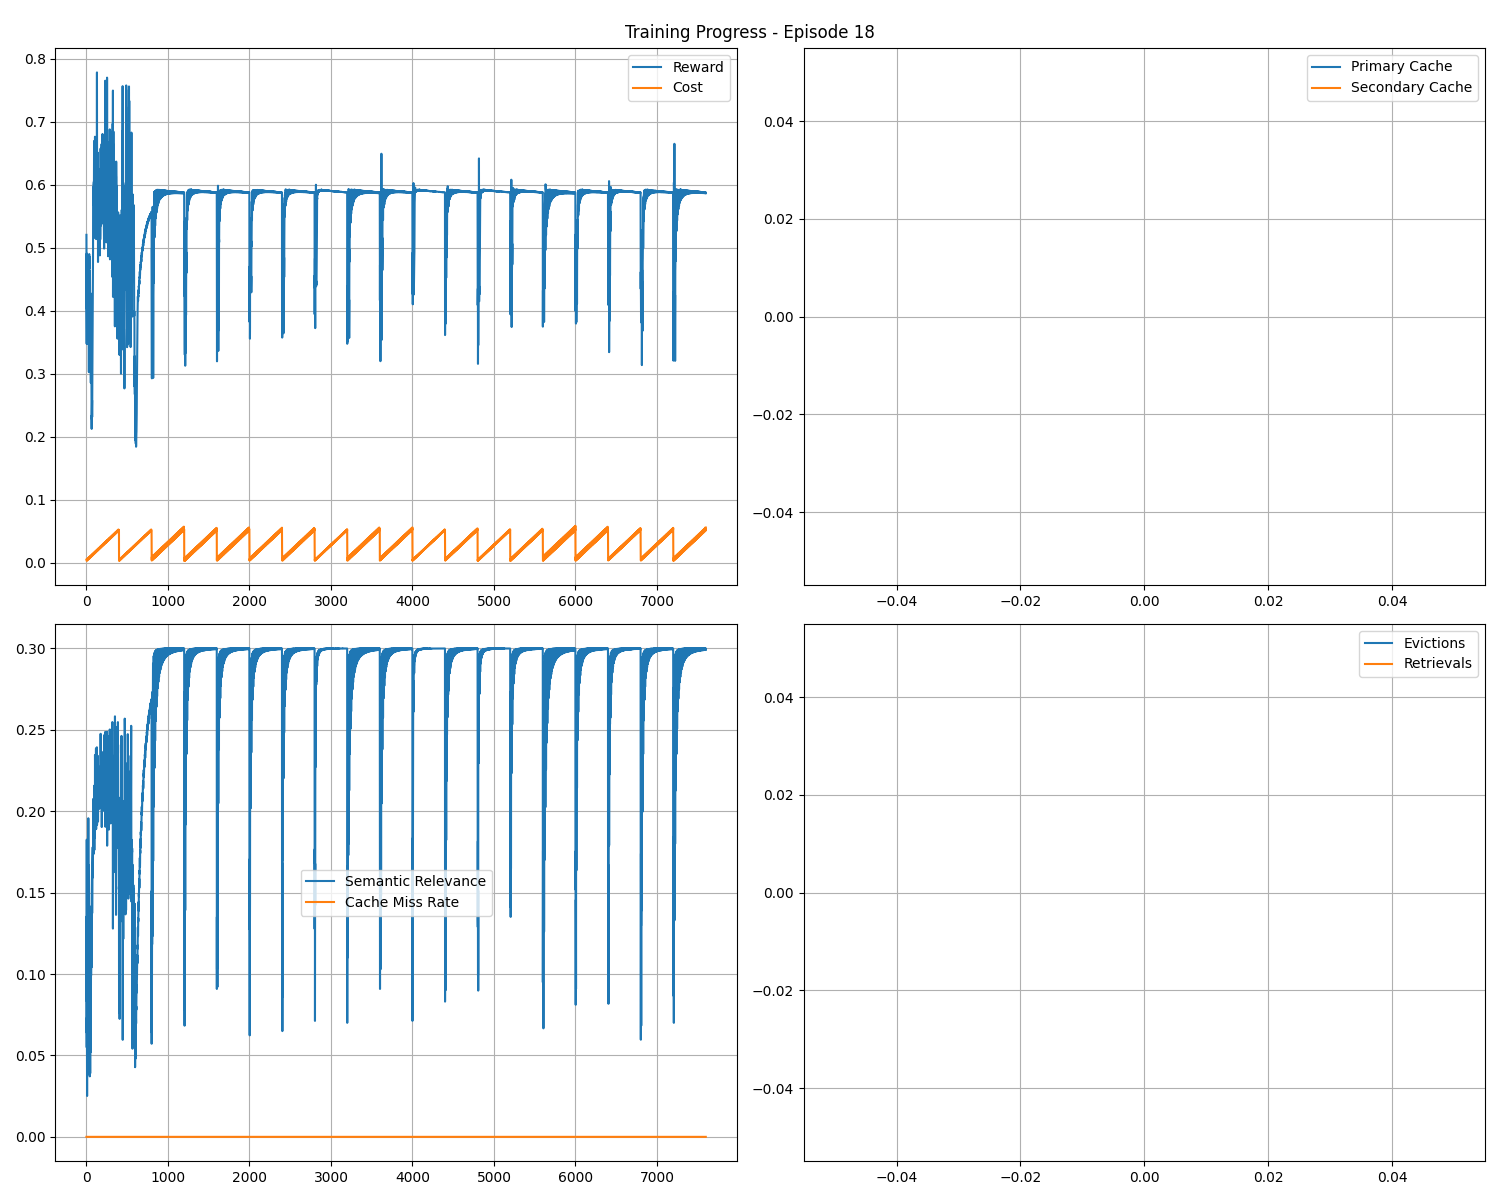 Training Progress - Episode 18
0.8
0.7
0.6
0.5
0.4
0.3
0.2
0.1
0.0
Reward
Cost
0 1000 2000 3000 4000 5000 6000 7000
0.04
0.02
0.00
−0.02
−0.04
Primary Cache
Secondary Cache
−0.04 −0.02 0.00 0.02 0.04
0.30
0.25
0.20
0.15
0.10
0.05
0.00
Semantic Relevance
Cache Miss Rate
0 1000 2000 3000 4000 5000 6000 7000
0.04
0.02
0.00
−0.02
−0.04
Evictions
Retrievals
−0.04 −0.02 0.00 0.02 0.04